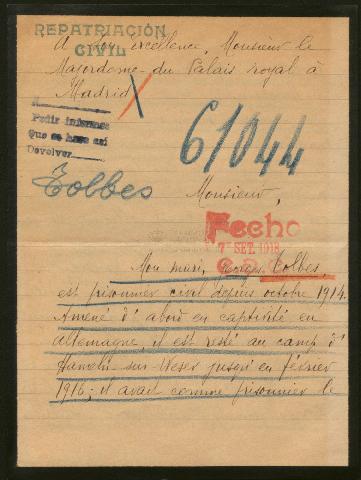 REPATRIACIÓN
CIVIL
A son excellence, Monsieur le
Majordome du Palais royal à
Madrid
Pedir informes
Que se hace así
Devolver
61044
Tolbes
Monsieur,
Fecho
7 SET. 1918
Mon mari, Georges Tolbes
est prisonnier civil depuis octobre 1914.
Amené d'abord en captivité en
Allemagne, il est resté au camp d'
Hameln-sur-Weser jusqu'en février
1916; il avait comme prisonnier le